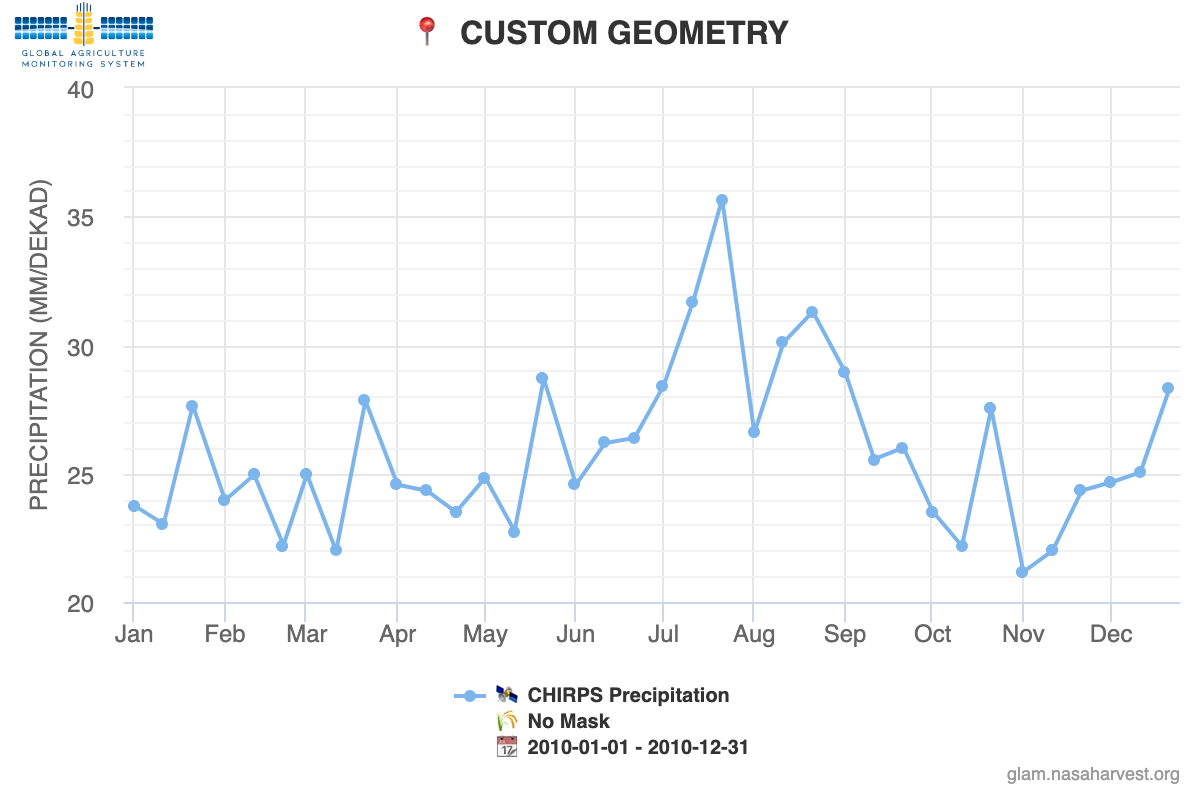 GLOBAL AGRICULTURE
MONITORING SYSTEM
CUSTOM GEOMETRY
PRECIPITATION (MM/DEKAD)
40
35
30
25
20
Jan Feb Mar Apr May Jun Jul Aug Sep Oct Nov Dec
CHIRPS Precipitation
No Mask
17
2010-01-01 - 2010-12-31
glam.nasaharvest.org